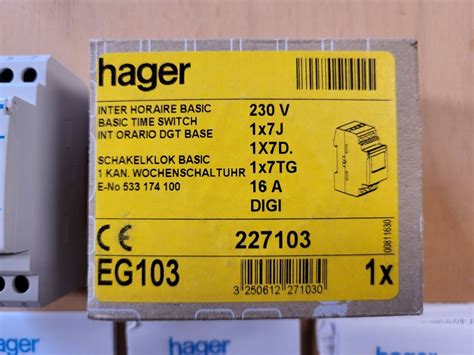 hager
INTER HORAIRE BASIC
BASIC TIME SWITCH
INT ORARIO DGT BASE
SCHAKELKLOK BASIC
1 KAN. WOCHENSCHALTUHR
E-No 533 174 100
230 V
1x7J
1X7D.
1x7TG
16 A
DIGI
00811630
CE
227103
EG103
3 250612 271030
1x
hager
hager